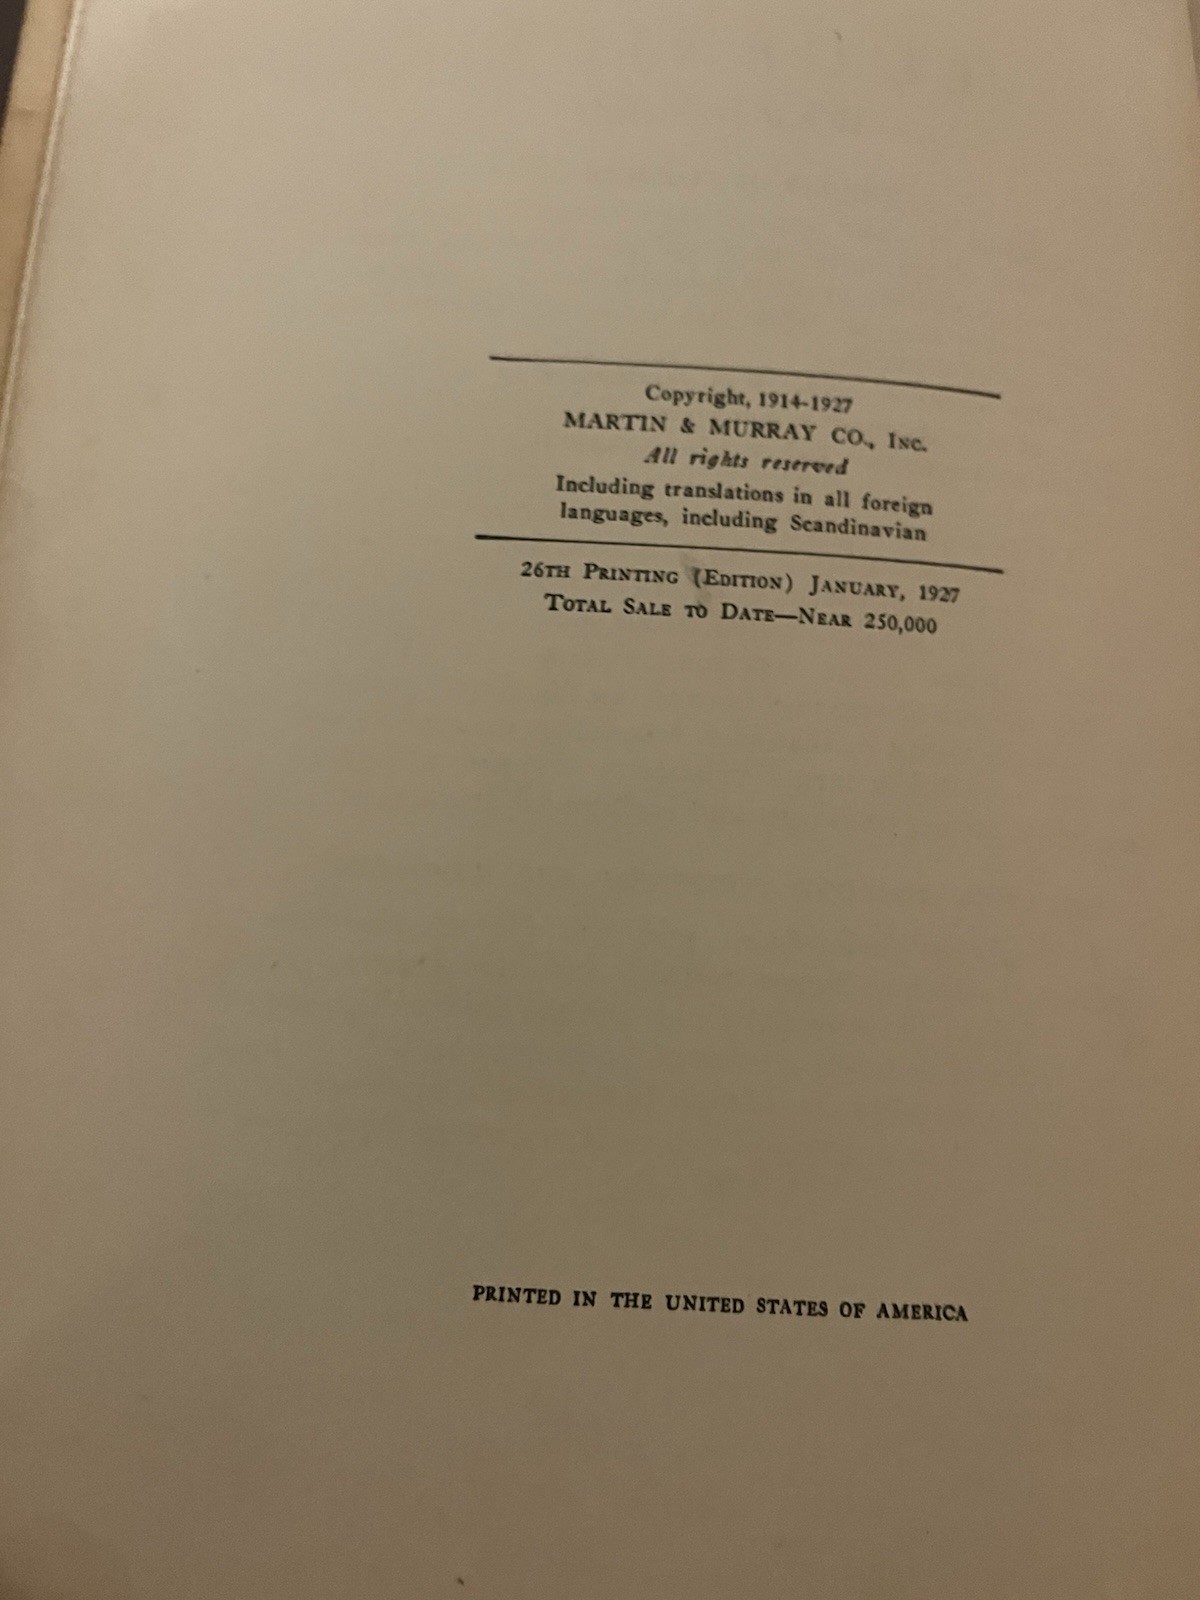 Copyright, 1914-1927
MARTIN & MURRAY CO., INC.
All rights reserved
Including translations in all foreign
languages, including Scandinavian
26TH PRINTING (EDITION) JANUARY, 1927
TOTAL SALE TO DATE—NEAR 250,000
PRINTED IN THE UNITED STATES OF AMERICA